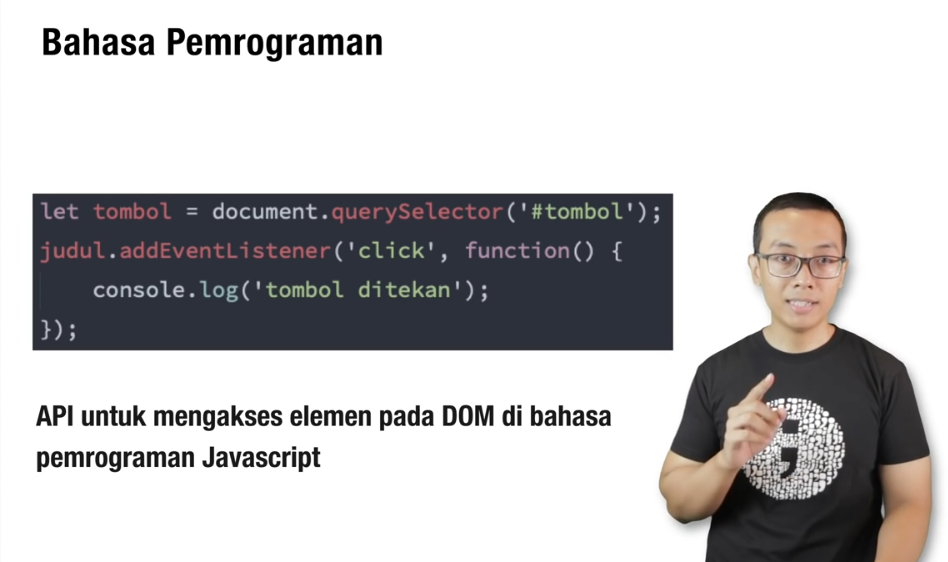 Bahasa Pemrograman
let tombol = document.querySelector('#tombol');
judul.addEventListener('click', function() {
    console.log('tombol ditekan');
});
API untuk mengakses elemen pada DOM di bahasa
pemrograman Javascript